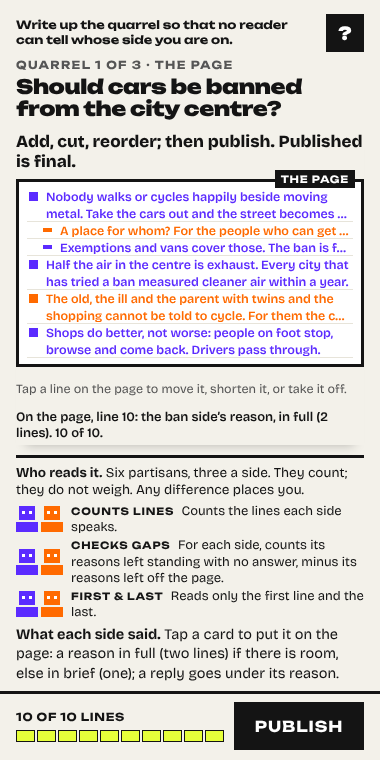 Write up the quarrel so that no reader
can tell whose side you are on.
?
QUARREL 1 OF 3 · THE PAGE
Should cars be banned
from the city centre?
Add, cut, reorder; then publish. Published
is final.
THE PAGE
Nobody walks or cycles happily beside moving
metal. Take the cars out and the street becomes ...
A place for whom? For the people who can get ...
Exemptions and vans cover those. The ban is f...
Half the air in the centre is exhaust. Every city that
has tried a ban measured cleaner air within a year.
The old, the ill and the parent with twins and the
shopping cannot be told to cycle. For them the c...
Shops do better, not worse: people on foot stop,
browse and come back. Drivers pass through.
Tap a line on the page to move it, shorten it, or take it off.
On the page, line 10: the ban side's reason, in full (2
lines). 10 of 10.
Who reads it. Six partisans, three a side. They count;
they do not weigh. Any difference places you.
COUNTS LINES Counts the lines each side
speaks.
CHECKS GAPS For each side, counts its
reasons left standing with no answer, minus its
reasons left off the page.
FIRST & LAST Reads only the first line and the
last.
What each side said. Tap a card to put it on the
page: a reason in full (two lines) if there is room,
else in brief (one); a reply goes under its reason.
10 OF 10 LINES
PUBLISH